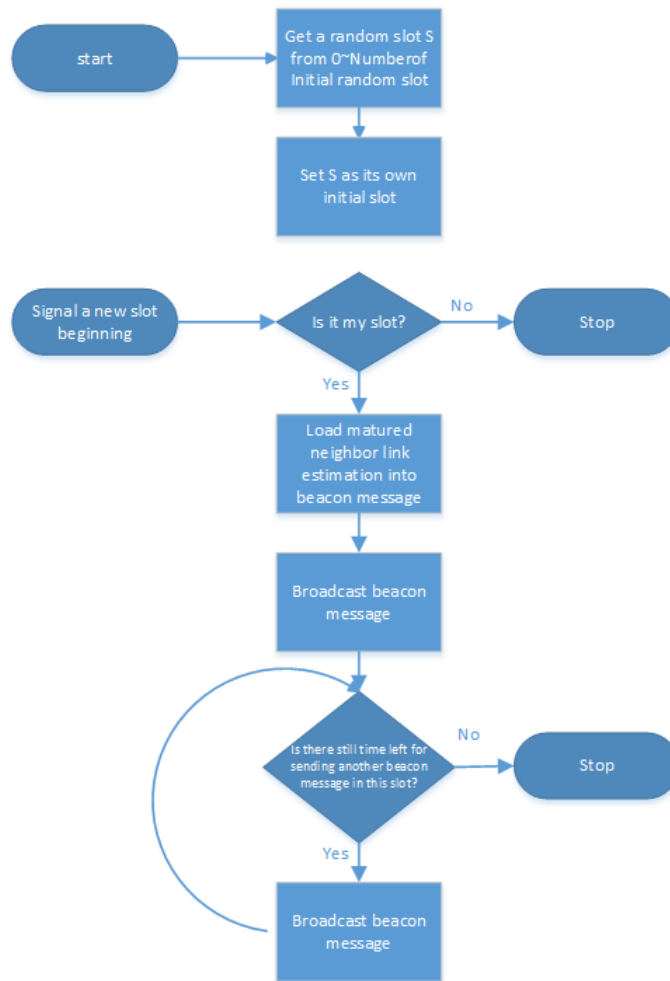 start
Get a random slot S
from 0~Numberof
Initial random slot
Set S as its own
initial slot
Signal a new slot
beginning
Is it my slot?
No
Stop
Yes
Load matured
neighbor link
estimation into
beacon message
Broadcast beacon
message
Is there still time left for
sending another beacon
message in this slot?
No
Stop
Yes
Broadcast beacon
message